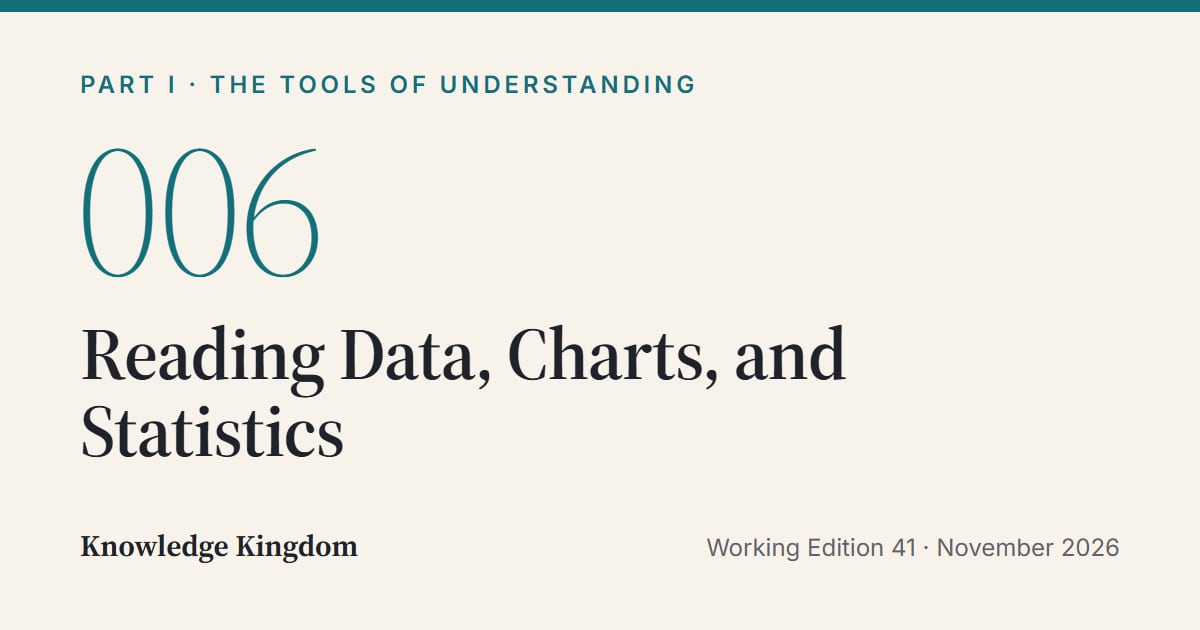 PART I · THE TOOLS OF UNDERSTANDING
006
Reading Data, Charts, and
Statistics
Knowledge Kingdom
Working Edition 41 · November 2026